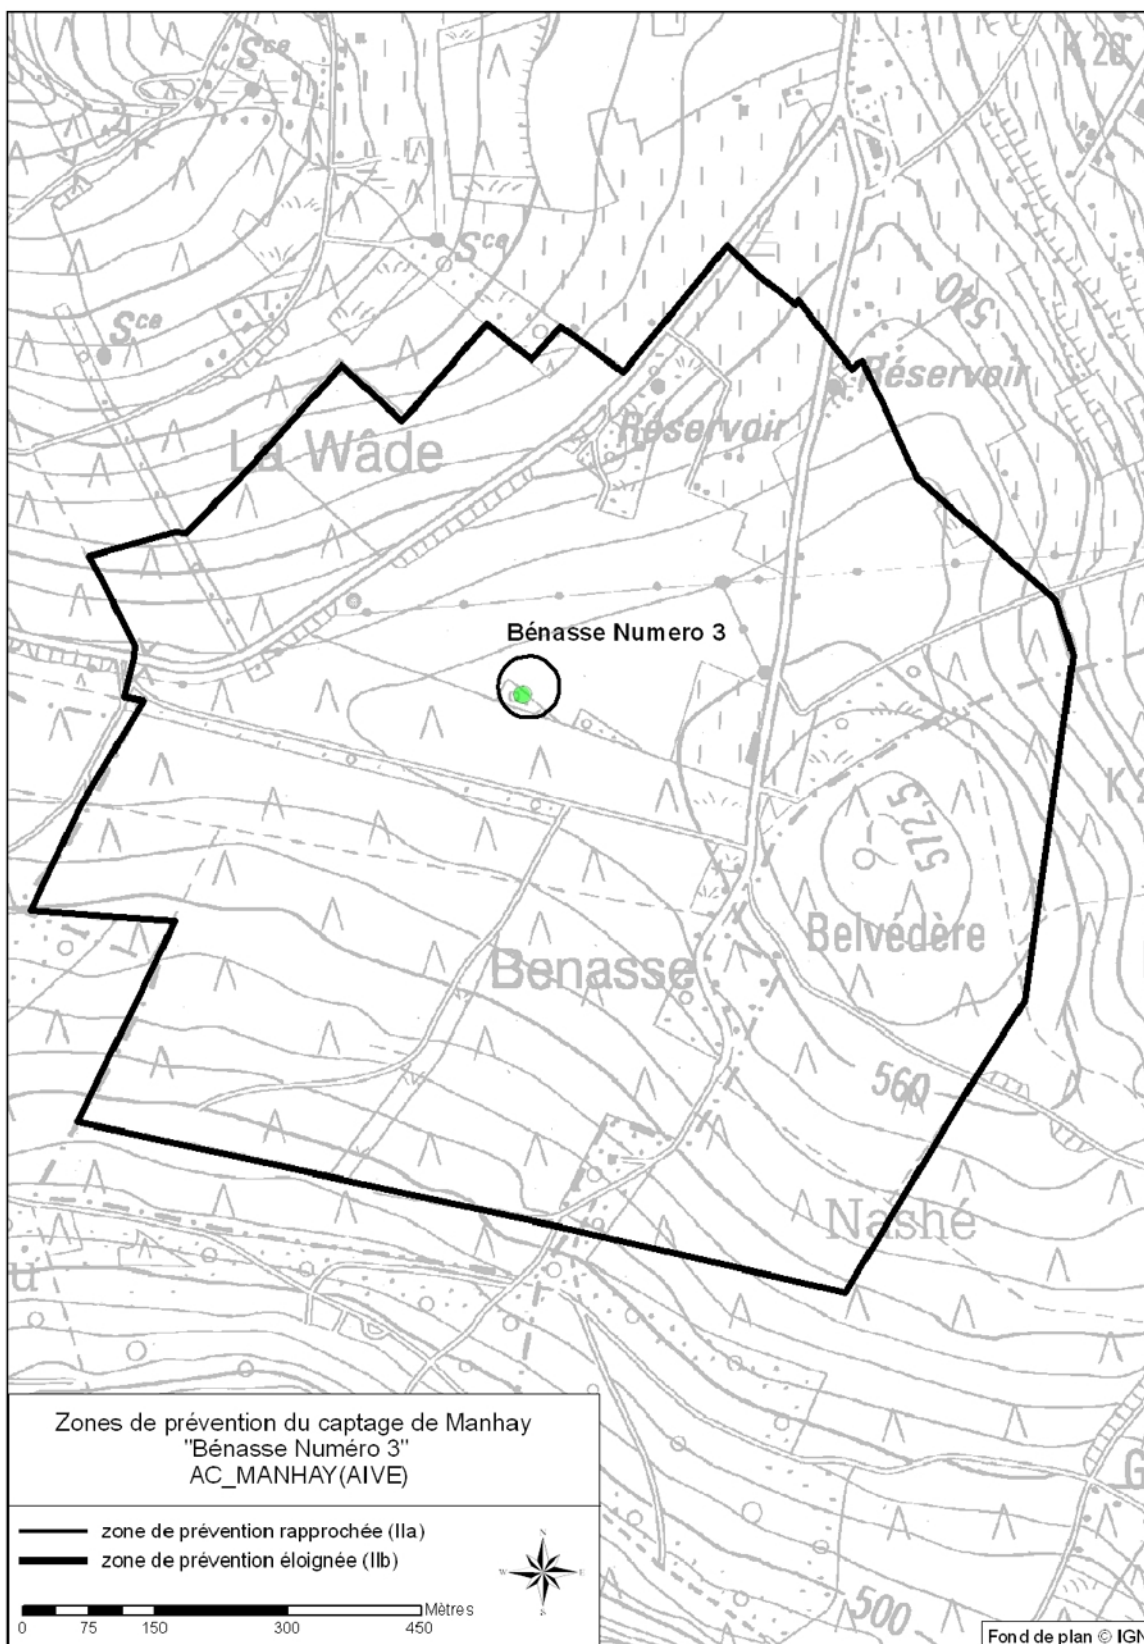 Sce
K. 20
Sce
540
Sce
Réservoir
Réservoir
La Wâde
Bénasse Numero 3
572.5
Belvédère
Benasse
560
Nashé
u
Zones de prévention du captage de Manhay
"Bénasse Numéro 3"
AC_MANHAY(AIVE)
zone de prévention rapprochée (IIa)
zone de prévention éloignée (IIb)
N
W E
S
Mètres
0 75 150 300 450
500
G
Fond de plan © IGN